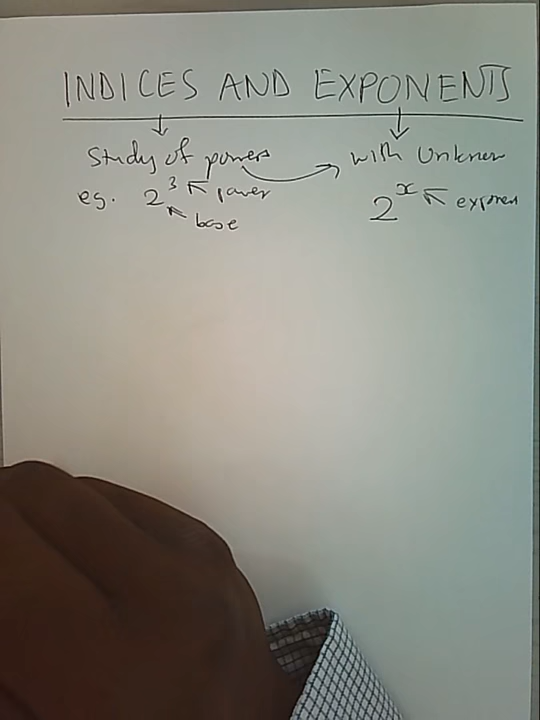 INDICES AND EXPONENTS
Study of powers with Unknown
eg. 2³ power 2ˣ exponent
base